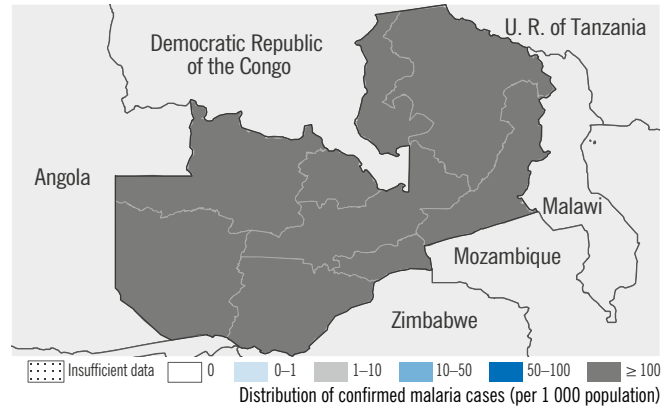 U. R. of Tanzania
Democratic Republic
of the Congo
Angola
Malawi
Mozambique
Zimbabwe
Insufficient data 0 0–1 1–10 10–50 50–100 ≥ 100
Distribution of confirmed malaria cases (per 1 000 population)